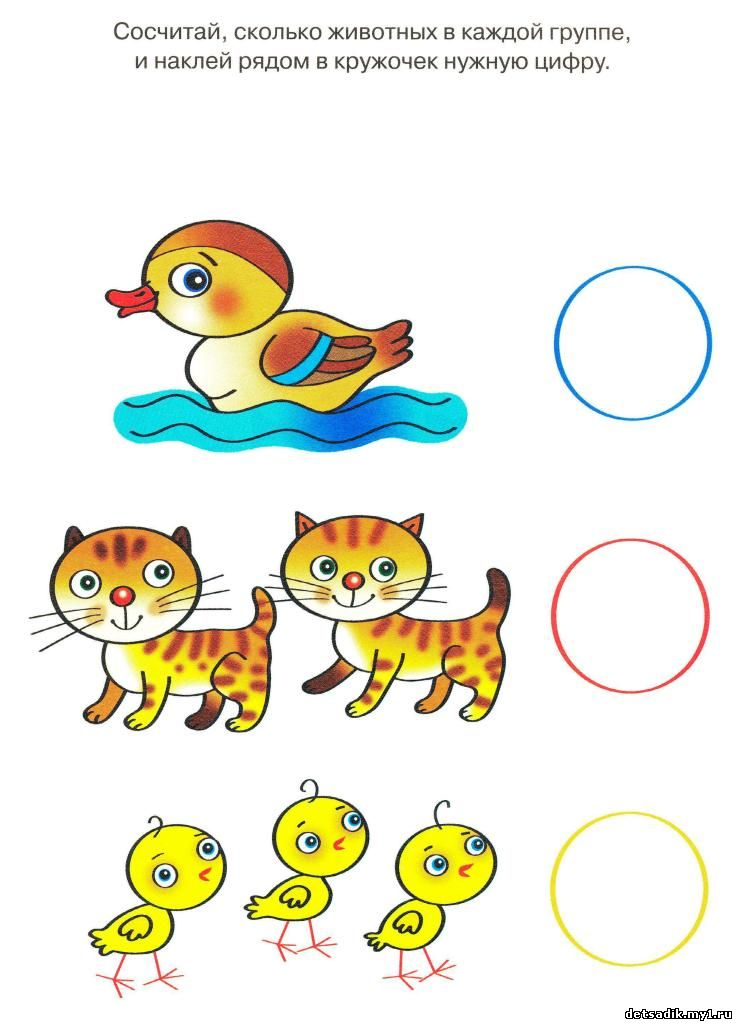 Сосчитай, сколько животных в каждой группе,
и наклей рядом в кружочек нужную цифру.
detsadik.my1.ru